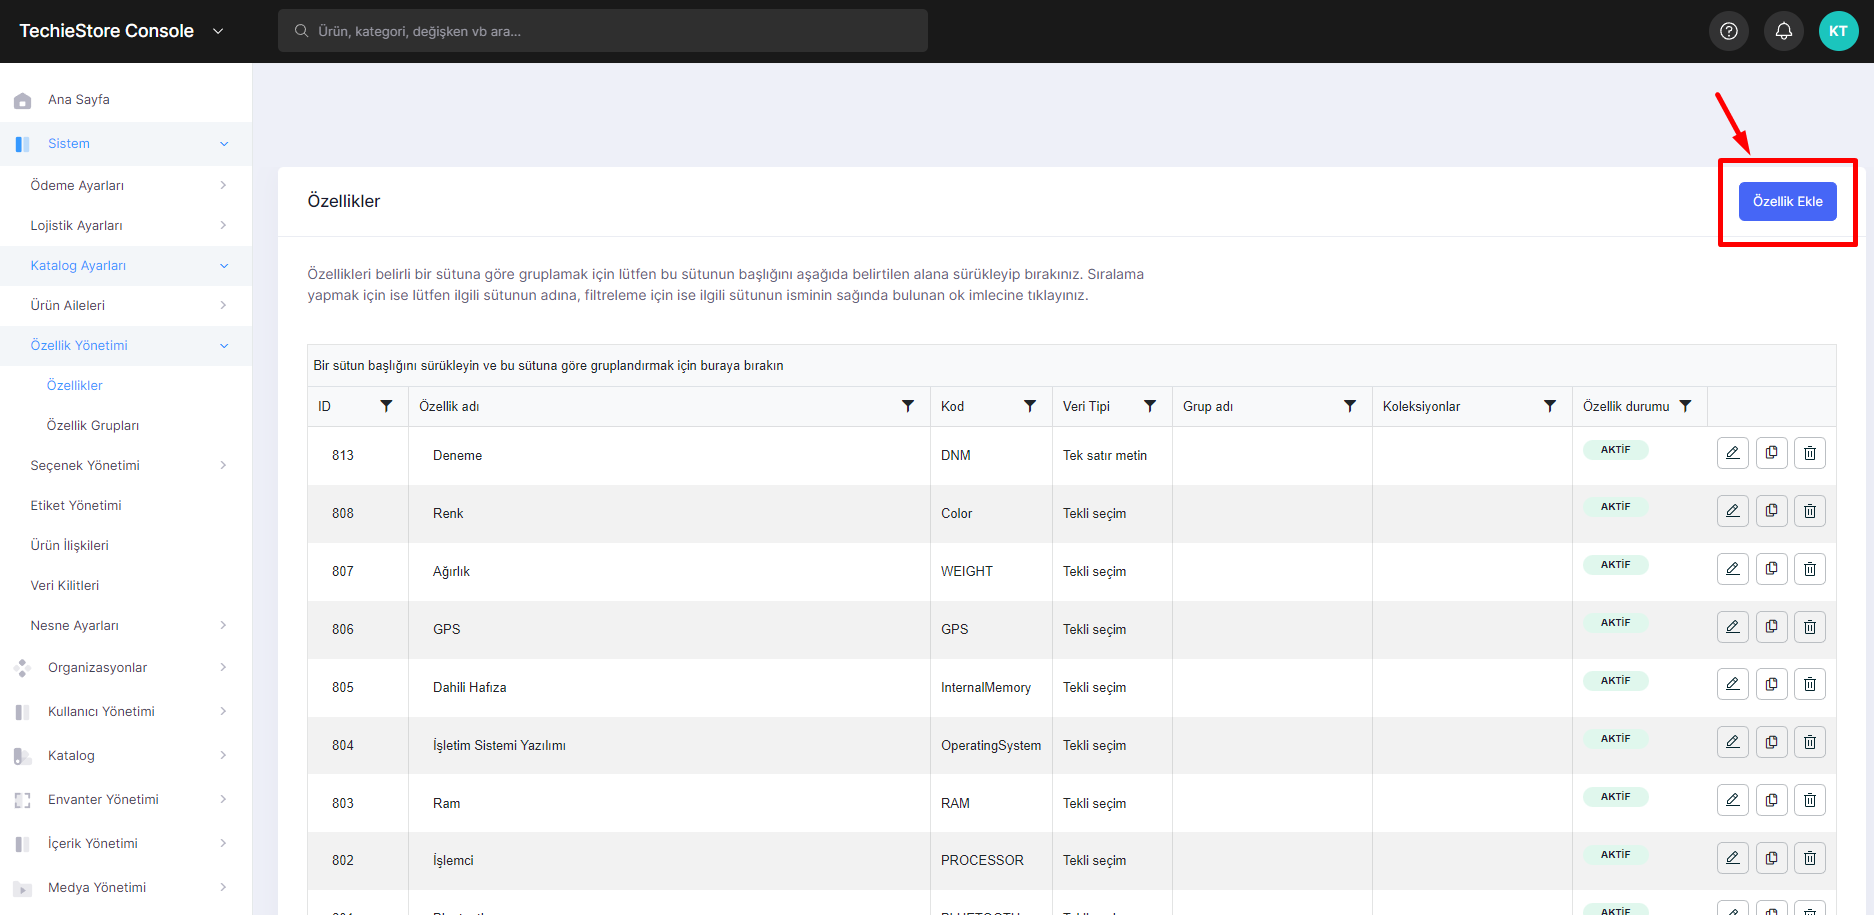 TechieStore Console
Ürün, kategori, değişken vb ara...
KT
Ana Sayfa
Sistem
Ödeme Ayarları
Lojistik Ayarları
Katalog Ayarları
Ürün Aileleri
Özellik Yönetimi
Özellikler
Özellik Grupları
Seçenek Yönetimi
Etiket Yönetimi
Ürün İlişkileri
Veri Kilitleri
Nesne Ayarları
Organizasyonlar
Kullanıcı Yönetimi
Katalog
Envanter Yönetimi
İçerik Yönetimi
Medya Yönetimi
Özellikler
Özellik Ekle
Özellikleri belirli bir sütuna göre gruplamak için lütfen bu sütunun başlığını aşağıda belirtilen alana sürükleyip bırakınız. Sıralama
yapmak için ise lütfen ilgili sütunun adına, filtreleme için ise ilgili sütunun isminin sağında bulunan ok imlecine tıklayınız.
Bir sütun başlığını sürükleyin ve bu sütuna göre gruplandırmak için buraya bırakın
ID Özellik adı Kod Veri Tipi Grup adı Koleksiyonlar Özellik durumu
813 Deneme DNM Tek satır metin AKTİF
808 Renk Color Tekli seçim AKTİF
807 Ağırlık WEIGHT Tekli seçim AKTİF
806 GPS GPS Tekli seçim AKTİF
805 Dahili Hafıza InternalMemory Tekli seçim AKTİF
804 İşletim Sistemi Yazılımı OperatingSystem Tekli seçim AKTİF
803 Ram RAM Tekli seçim AKTİF
802 İşlemci PROCESSOR Tekli seçim AKTİF
AKTİF